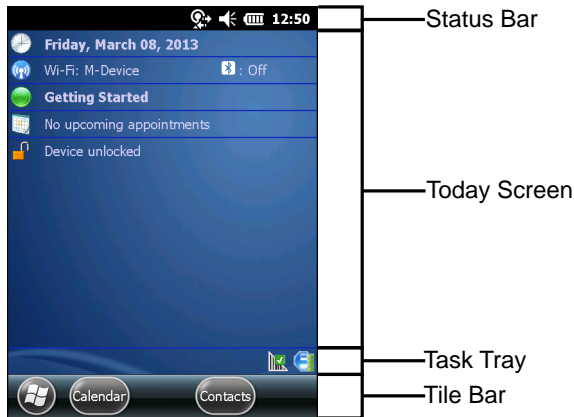 12:50
Status Bar
Friday, March 08, 2013
Wi-Fi: M-Device : Off
Getting Started
No upcoming appointments
Device unlocked
Today Screen
Task Tray
Calendar Contacts
Tile Bar